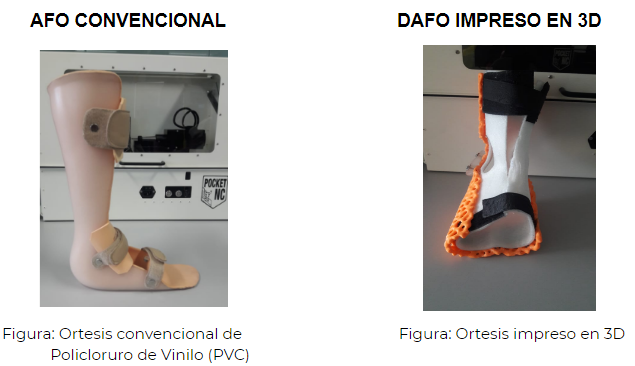 AFO CONVENCIONAL
DAFO IMPRESO EN 3D
POCKET
NC
Figura: Ortesis convencional de
Policloruro de Vinilo (PVC)
Figura: Ortesis impreso en 3D